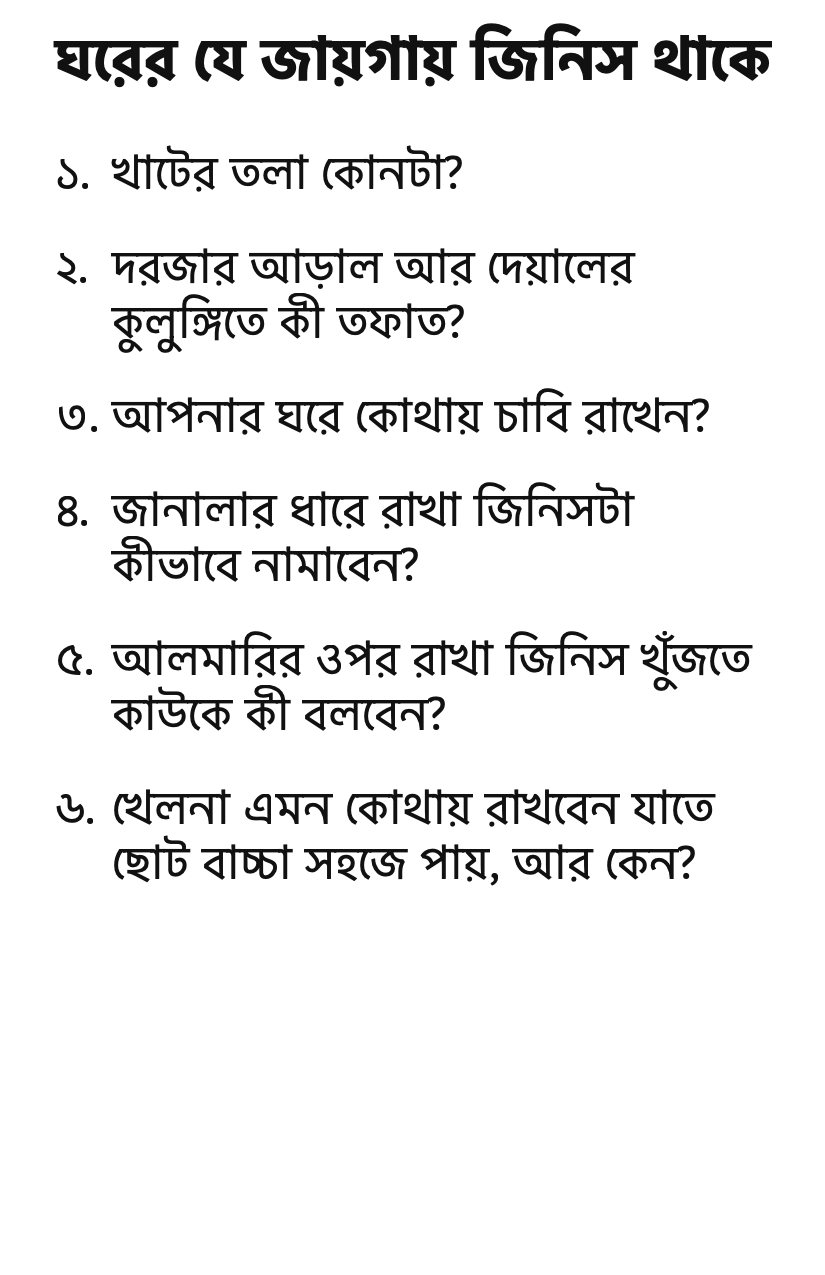 ঘরের যে জায়গায় জিনিস থাকে
১. খাটের তলা কোনটা?
২. দরজার আড়াল আর দেয়ালের
কুলুঙ্গিতে কী তফাত?
৩. আপনার ঘরে কোথায় চাবি রাখেন?
৪. জানালার ধারে রাখা জিনিসটা
কীভাবে নামাবেন?
৫. আলমারির ওপর রাখা জিনিস খুঁজতে
কাউকে কী বলবেন?
৬. খেলনা এমন কোথায় রাখবেন যাতে
ছোট বাচ্চা সহজে পায়, আর কেন?